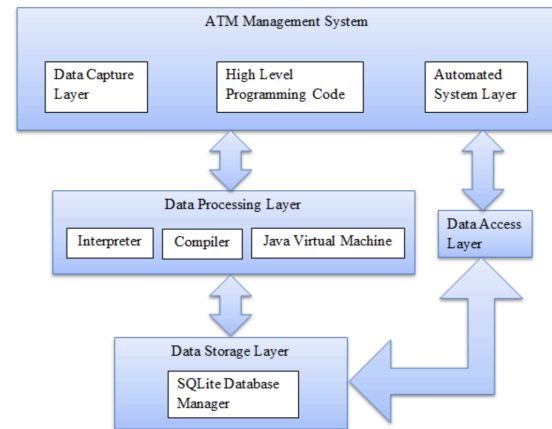 ATM Management System
Data Capture
Layer
High Level
Programming Code
Automated
System Layer
Data Processing Layer
Interpreter
Compiler
Java Virtual Machine
Data Access
Layer
Data Storage Layer
SQLite Database
Manager